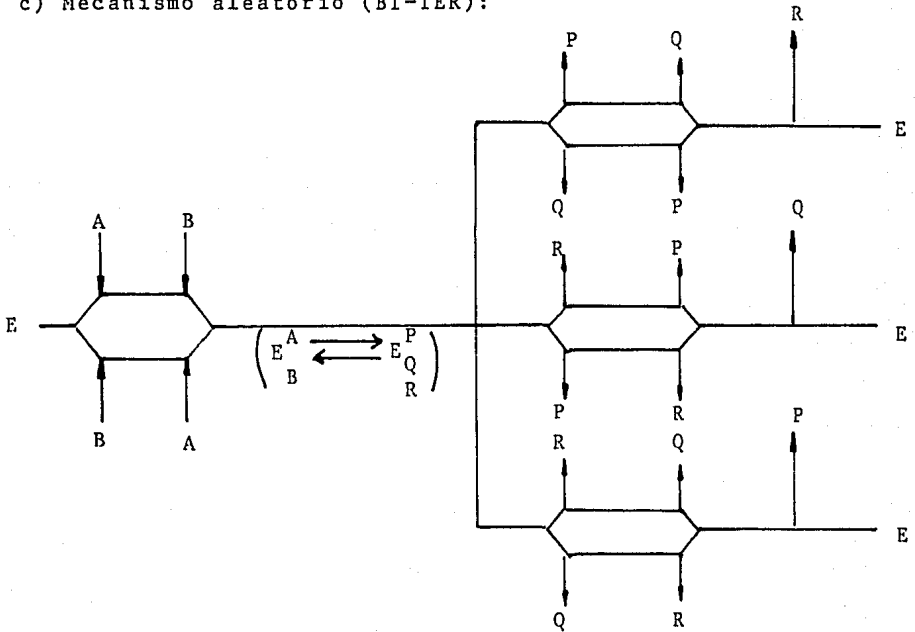 c) Mecanismo aleatorio (BI-TER):
R
P Q
E
Q P
A B
Q
R P
E
E A P
E B E Q
R
E
P R
B A
P
R Q
E
Q R